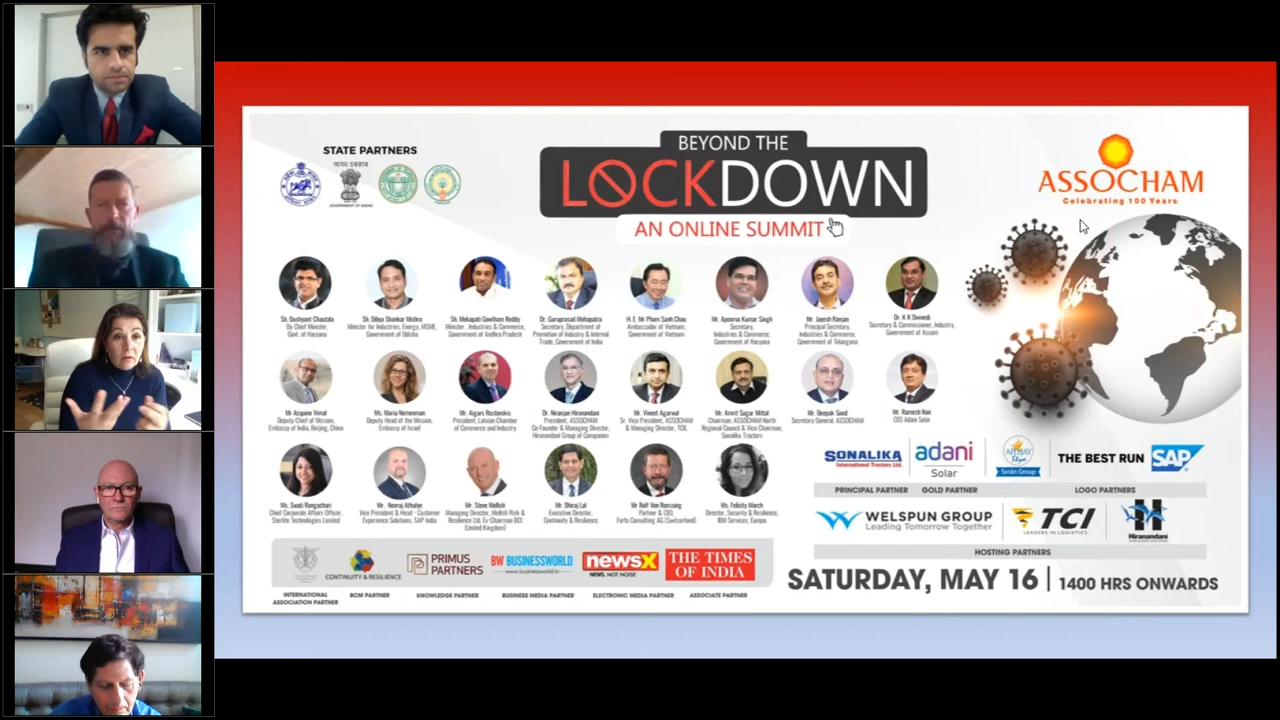 STATE PARTNERS
অসম চৰকাৰ
BEYOND THE
LOCKDOWN
AN ONLINE SUMMIT
ASSOCHAM
Celebrating 100 Years
Sh. Dushyant Chautala
Dy Chief Minister,
Govt. of Haryana
Sh. Dibya Shankar Mishra
Minister for Industries, Energy, MSME,
Government of Odisha
Sh. Mekapati Gowtham Reddy
Minister, Industries & Commerce,
Government of Andhra Pradesh
Dr. Guruprasad Mohapatra
Secretary, Department of
Promotion of Industry & Internal
Trade, Government of India
H. E. Mr Pham Sanh Chau
Ambassador of Vietnam,
Government of Vietnam
Mr. Apoorva Kumar Singh
Secretary,
Industries & Commerce,
Government of Haryana
Mr. Jayesh Ranjan
Principal Secretary,
Industries & Commerce,
Government of Telangana
Dr. K K Dwivedi
Secretary & Commissioner, Industry,
Government of Assam
Mr Acquino Vimal
Deputy Chief of Mission,
Embassy of India, Beijing, China
Ms. Maria Nemenman
Deputy Head of the Mission,
Embassy of Israel
Mr. Aigars Rostovskis
President, Latvian Chamber
of Commerce and Industry
Dr. Niranjan Hiranandani
President, ASSOCHAM
Co-Founder & Managing Director,
Hiranandani Group of Companies
Mr. Vineet Agarwal
Sr. Vice President, ASSOCHAM
& Managing Director, TCIL
Mr. Amrit Sagar Mittal
Chairman, ASSOCHAM North
Regional Council & Vice Chairman,
Sonalika Tractors
Mr. Deepak Sood
Secretary General, ASSOCHAM
Mr. Ramesh Nair
CEO Adani Solar
Ms. Swati Rangachari
Chief Corporate Affairs Officer,
Sterlite Technologies Limited
Mr. Neeraj Athalye
Vice President & Head - Customer
Experience Solutions, SAP India
Mr. Steve Mellish
Managing Director, Mellish Risk &
Resilience Ltd, Ex-Chairman BCI
(United Kingdom)
Mr. Dhiraj Lal
Executive Director,
Continuity & Resilience
Mr Rolf Von Roessing
Partner & CEO,
Forfa Consulting AG (Switzerland)
Ms. Felicity March
Director, Security & Resilience,
IBM Services, Europe
SONALIKA
International Tractors Ltd.
adani
Solar
Swān Group
THE BEST RUN SAP
PRINCIPAL PARTNER
GOLD PARTNER
LOGO PARTNERS
WELSPUN GROUP
Leading Tomorrow Together
TCI
LEADERS IN LOGISTICS
Hiranandani
HOSTING PARTNERS
CONTINUITY & RESILIENCE
PRIMUS
PARTNERS
BW BUSINESSWORLD
www.businessworld.in
newsX
NEWS. NOT NOISE
THE TIMES
OF INDIA
INTERNATIONAL
ASSOCIATION PARTNER
BCM PARTNER
KNOWLEDGE PARTNER
BUSINESS MEDIA PARTNER
ELECTRONIC MEDIA PARTNER
ASSOCIATE PARTNER
SATURDAY, MAY 16 | 1400 HRS ONWARDS